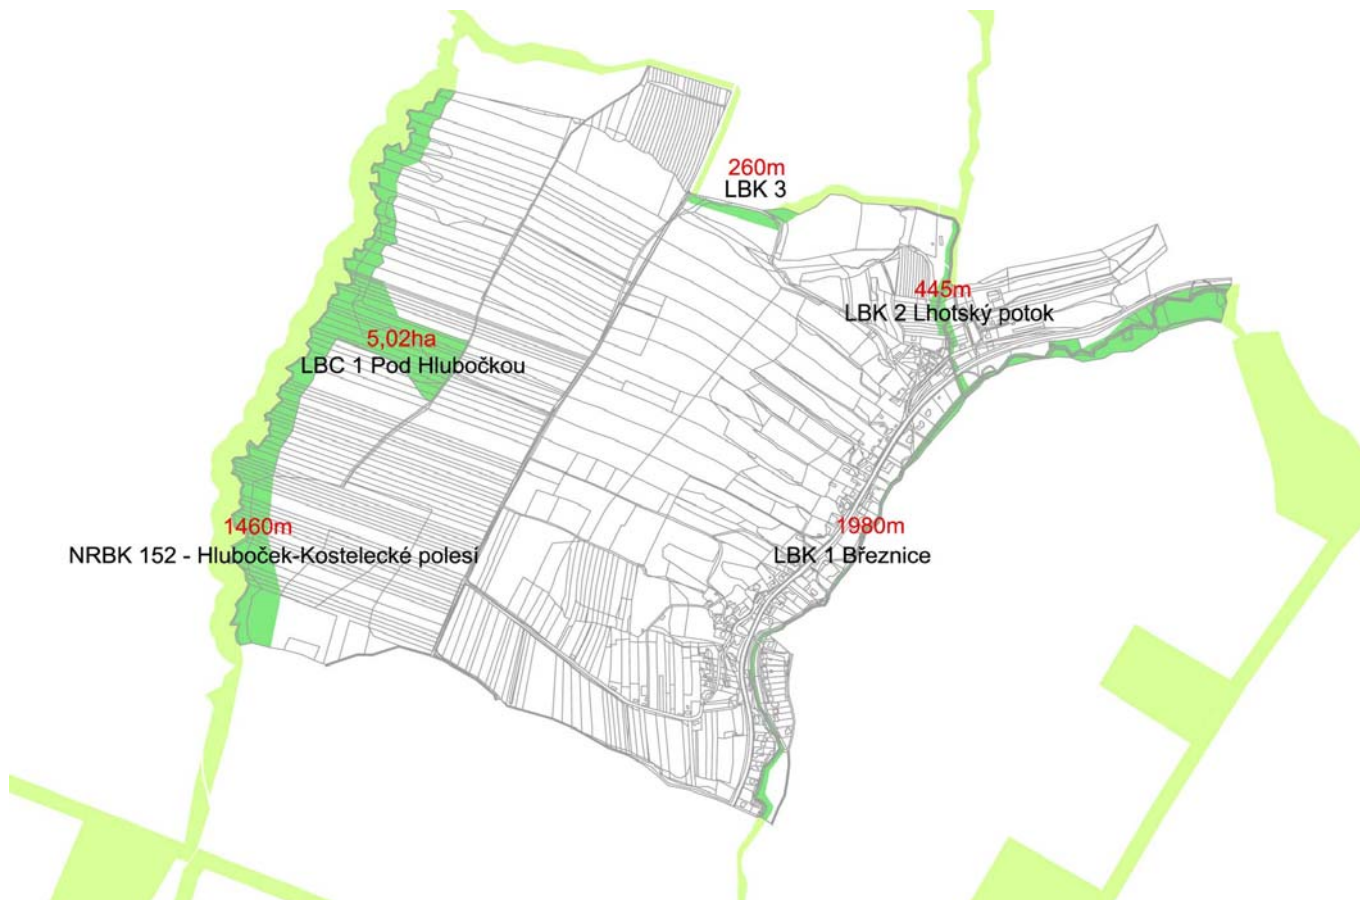 260m
LBK 3
445m
LBK 2 Lhotský potok
5,02ha
LBC 1 Pod Hlubočkou
1460m
NRBK 152 - Hluboček-Kostelecké polesí
1980m
LBK 1 Březnice